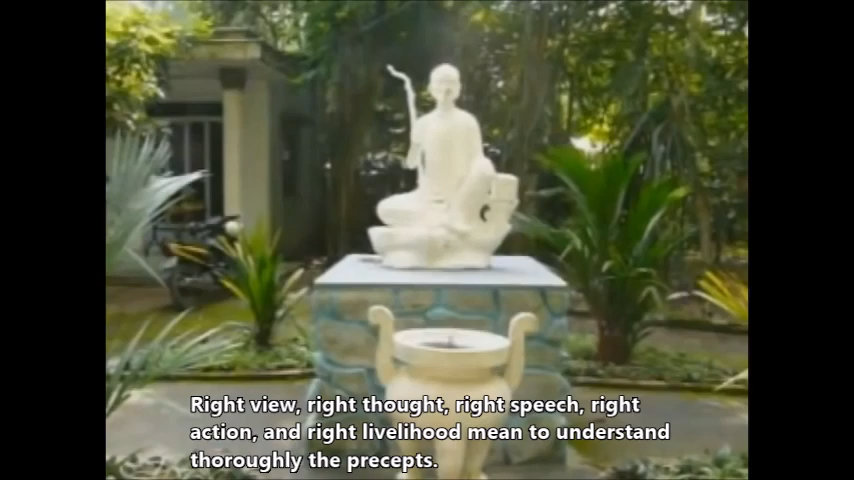 Right view, right thought, right speech, right
action, and right livelihood mean to understand
thoroughly the precepts.